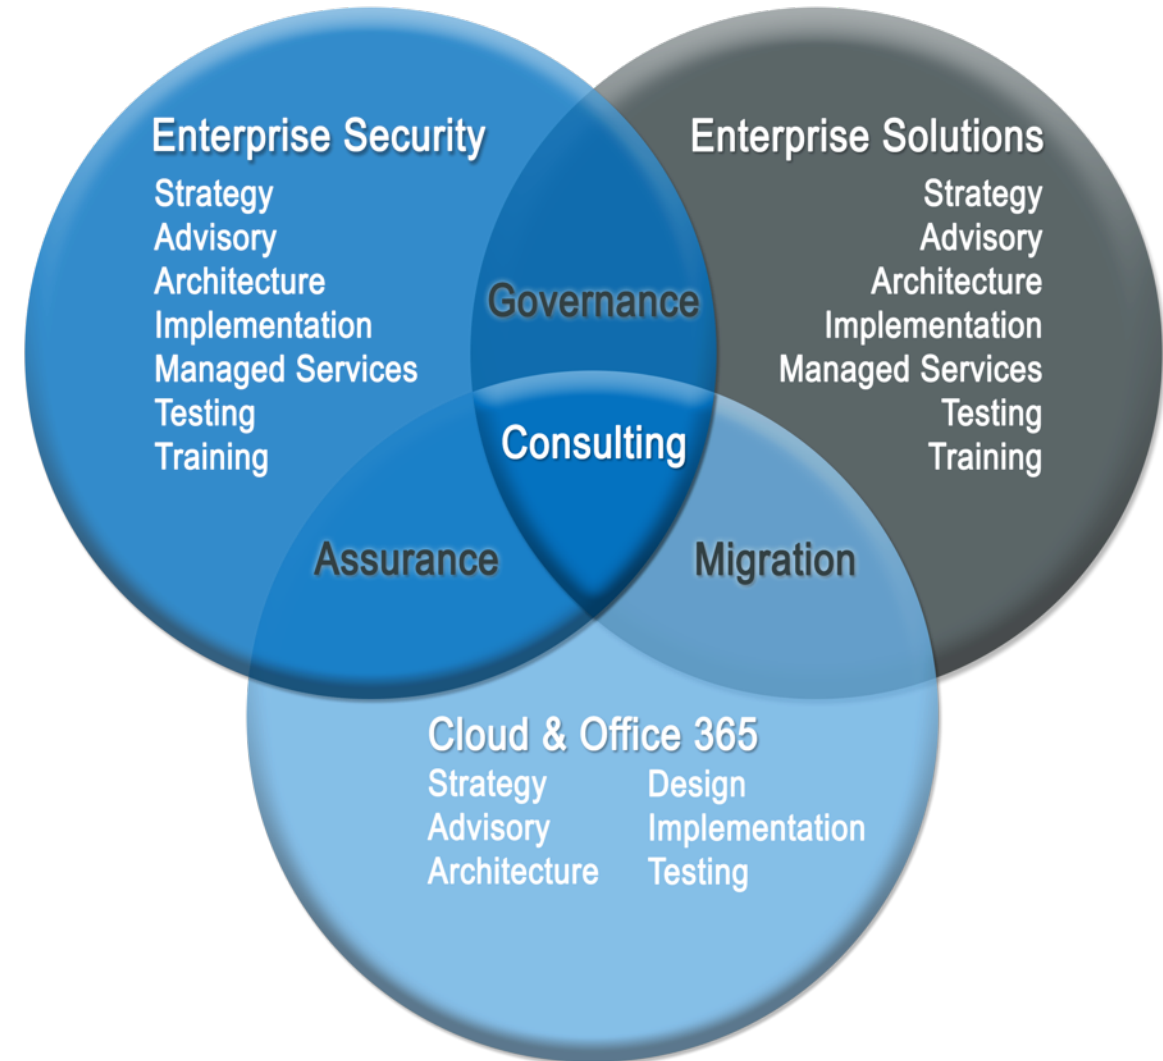 Enterprise Security
Strategy
Advisory
Architecture
Implementation
Managed Services
Testing
Training
Enterprise Solutions
Strategy
Advisory
Architecture
Implementation
Managed Services
Testing
Training
Governance
Consulting
Assurance
Migration
Cloud & Office 365
Strategy Design
Advisory Implementation
Architecture Testing